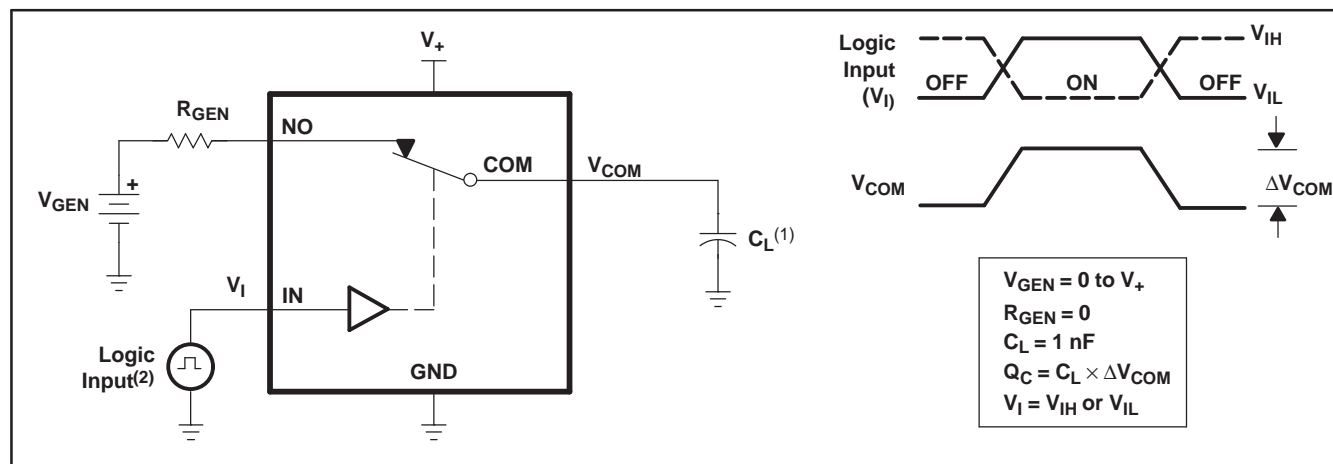 V+
RGEN
NO
COM
VCOM
VGEN
+
CL(1)
VI
IN
Logic
Input(2)
GND
Logic
Input
(VI)
OFF
ON
OFF
VIH
VIL
VCOM
ΔVCOM
VGEN = 0 to V+
RGEN = 0
CL = 1 nF
QC = CL × ΔVCOM
VI = VIH or VIL